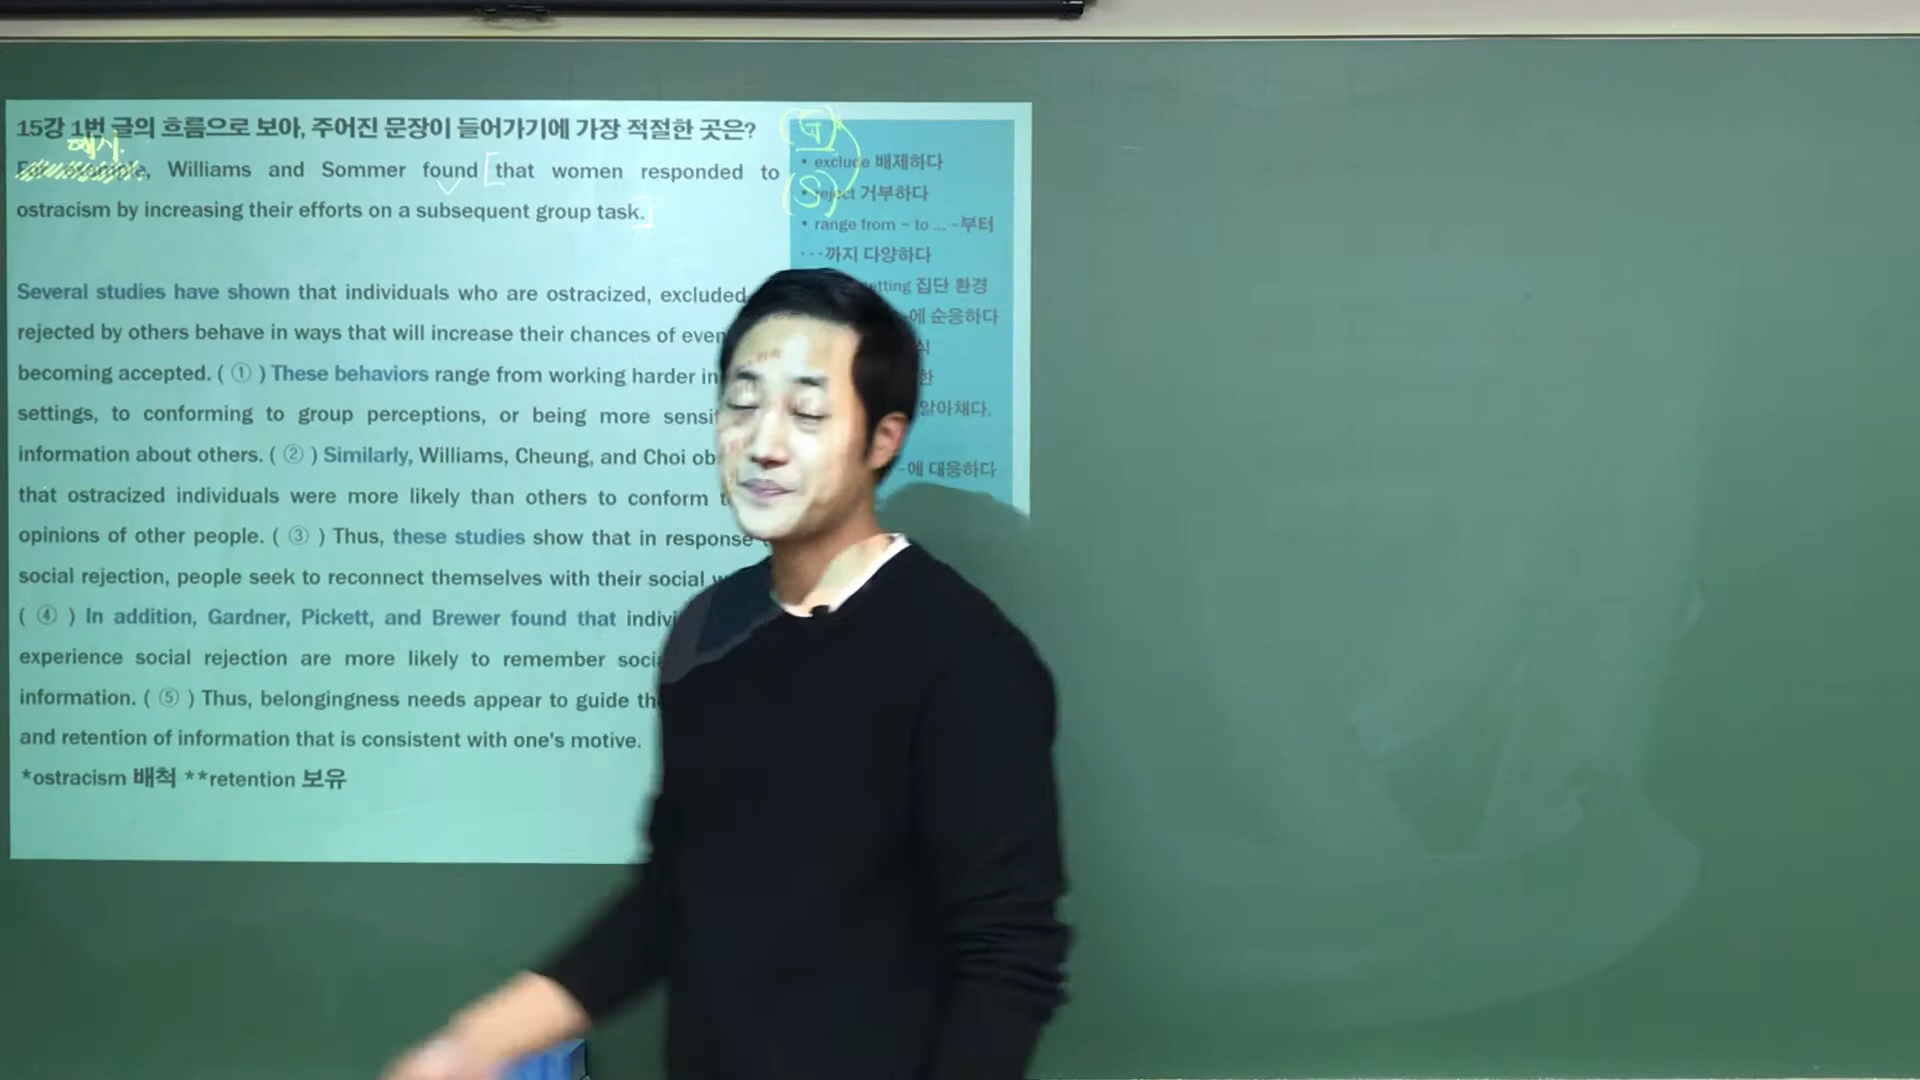 15강 1번 글의 흐름으로 보아, 주어진 문장이 들어가기에 가장 적절한 곳은?
예시.
For example, Williams and Sommer found [that women responded to
ostracism by increasing their efforts on a subsequent group task.]
Several studies have shown that individuals who are ostracized, excluded
rejected by others behave in ways that will increase their chances of
becoming accepted. ( ① ) These behaviors range from working harder in
settings, to conforming to group perceptions, or being more
information about others. ( ② ) Similarly, Williams, Cheung, and Choi
that ostracized individuals were more likely than others to conform
opinions of other people. ( ③ ) Thus, these studies show that in response
social rejection, people seek to reconnect themselves with their social
( ④ ) In addition, Gardner, Pickett, and Brewer found that
experience social rejection are more likely to remember
information. ( ⑤ ) Thus, belongingness needs appear to guide
and retention of information that is consistent with one's motive.
*ostracism 배척 **retention 보유
(G)
• exclude 배제하다
(S)
• reject 거부하다
• range from ~ to ... ~부터
···까지 다양하다
setting 집단 환경
~에 순응하다
식
한
알아채다,
~에 대응하다